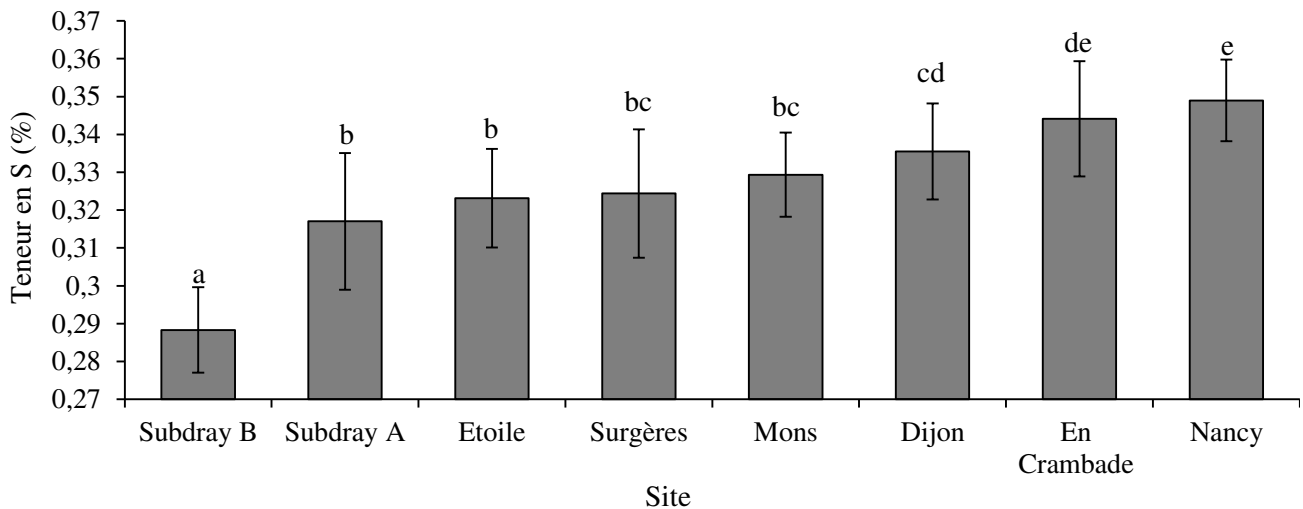 Teneur en S (%)
0,37
0,36
0,35
0,34
0,33
0,32
0,31
0,3
0,29
0,28
0,27
a
b
b
bc
bc
cd
de
e
Subdray B
Subdray A
Etoile
Surgères
Mons
Dijon
En
Crambade
Nancy
Site